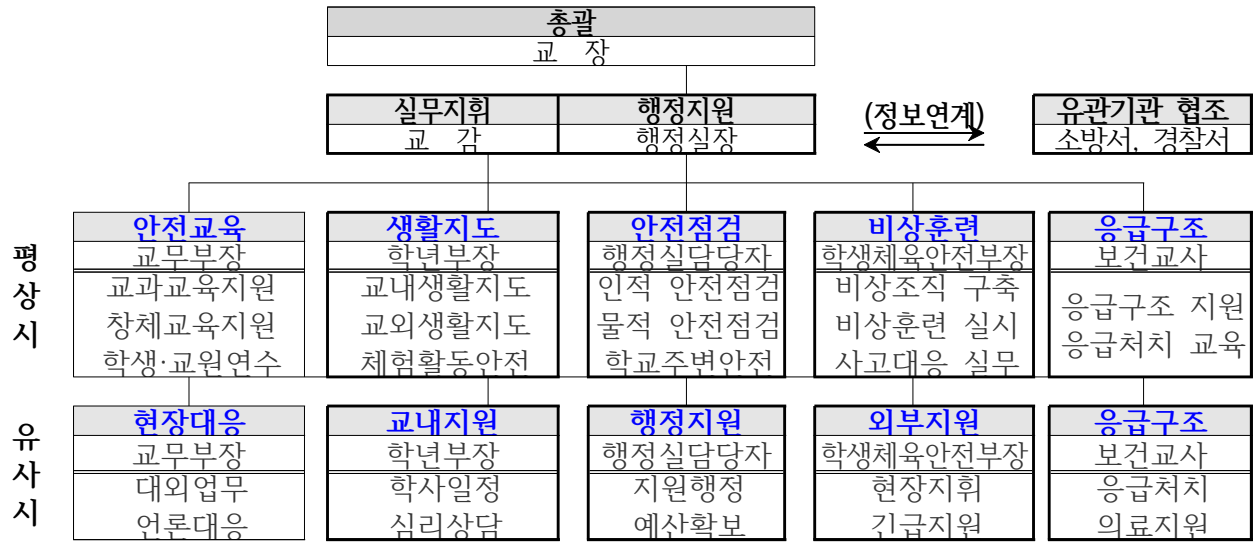 총괄
교 장
실무지휘 행정지원 (정보연계) 유관기관 협조
교 감 행정실장 소방서, 경찰서
평상시
안전교육 생활지도 안전점검 비상훈련 응급구조
교무부장 학년부장 행정실담당자 학생체육안전부장 보건교사
교과교육지원 교내생활지도 인적 안전점검 비상조직 구축 응급구조 지원
창체교육지원 교외생활지도 물적 안전점검 비상훈련 실시 응급처치 교육
학생·교원연수 체험활동안전 학교주변안전 사고대응 실무
유사시
현장대응 교내지원 행정지원 외부지원 응급구조
교무부장 학년부장 행정실담당자 학생체육안전부장 보건교사
대외업무 학사일정 지원행정 현장지휘 응급처치
언론대응 심리상담 예산확보 긴급지원 의료지원